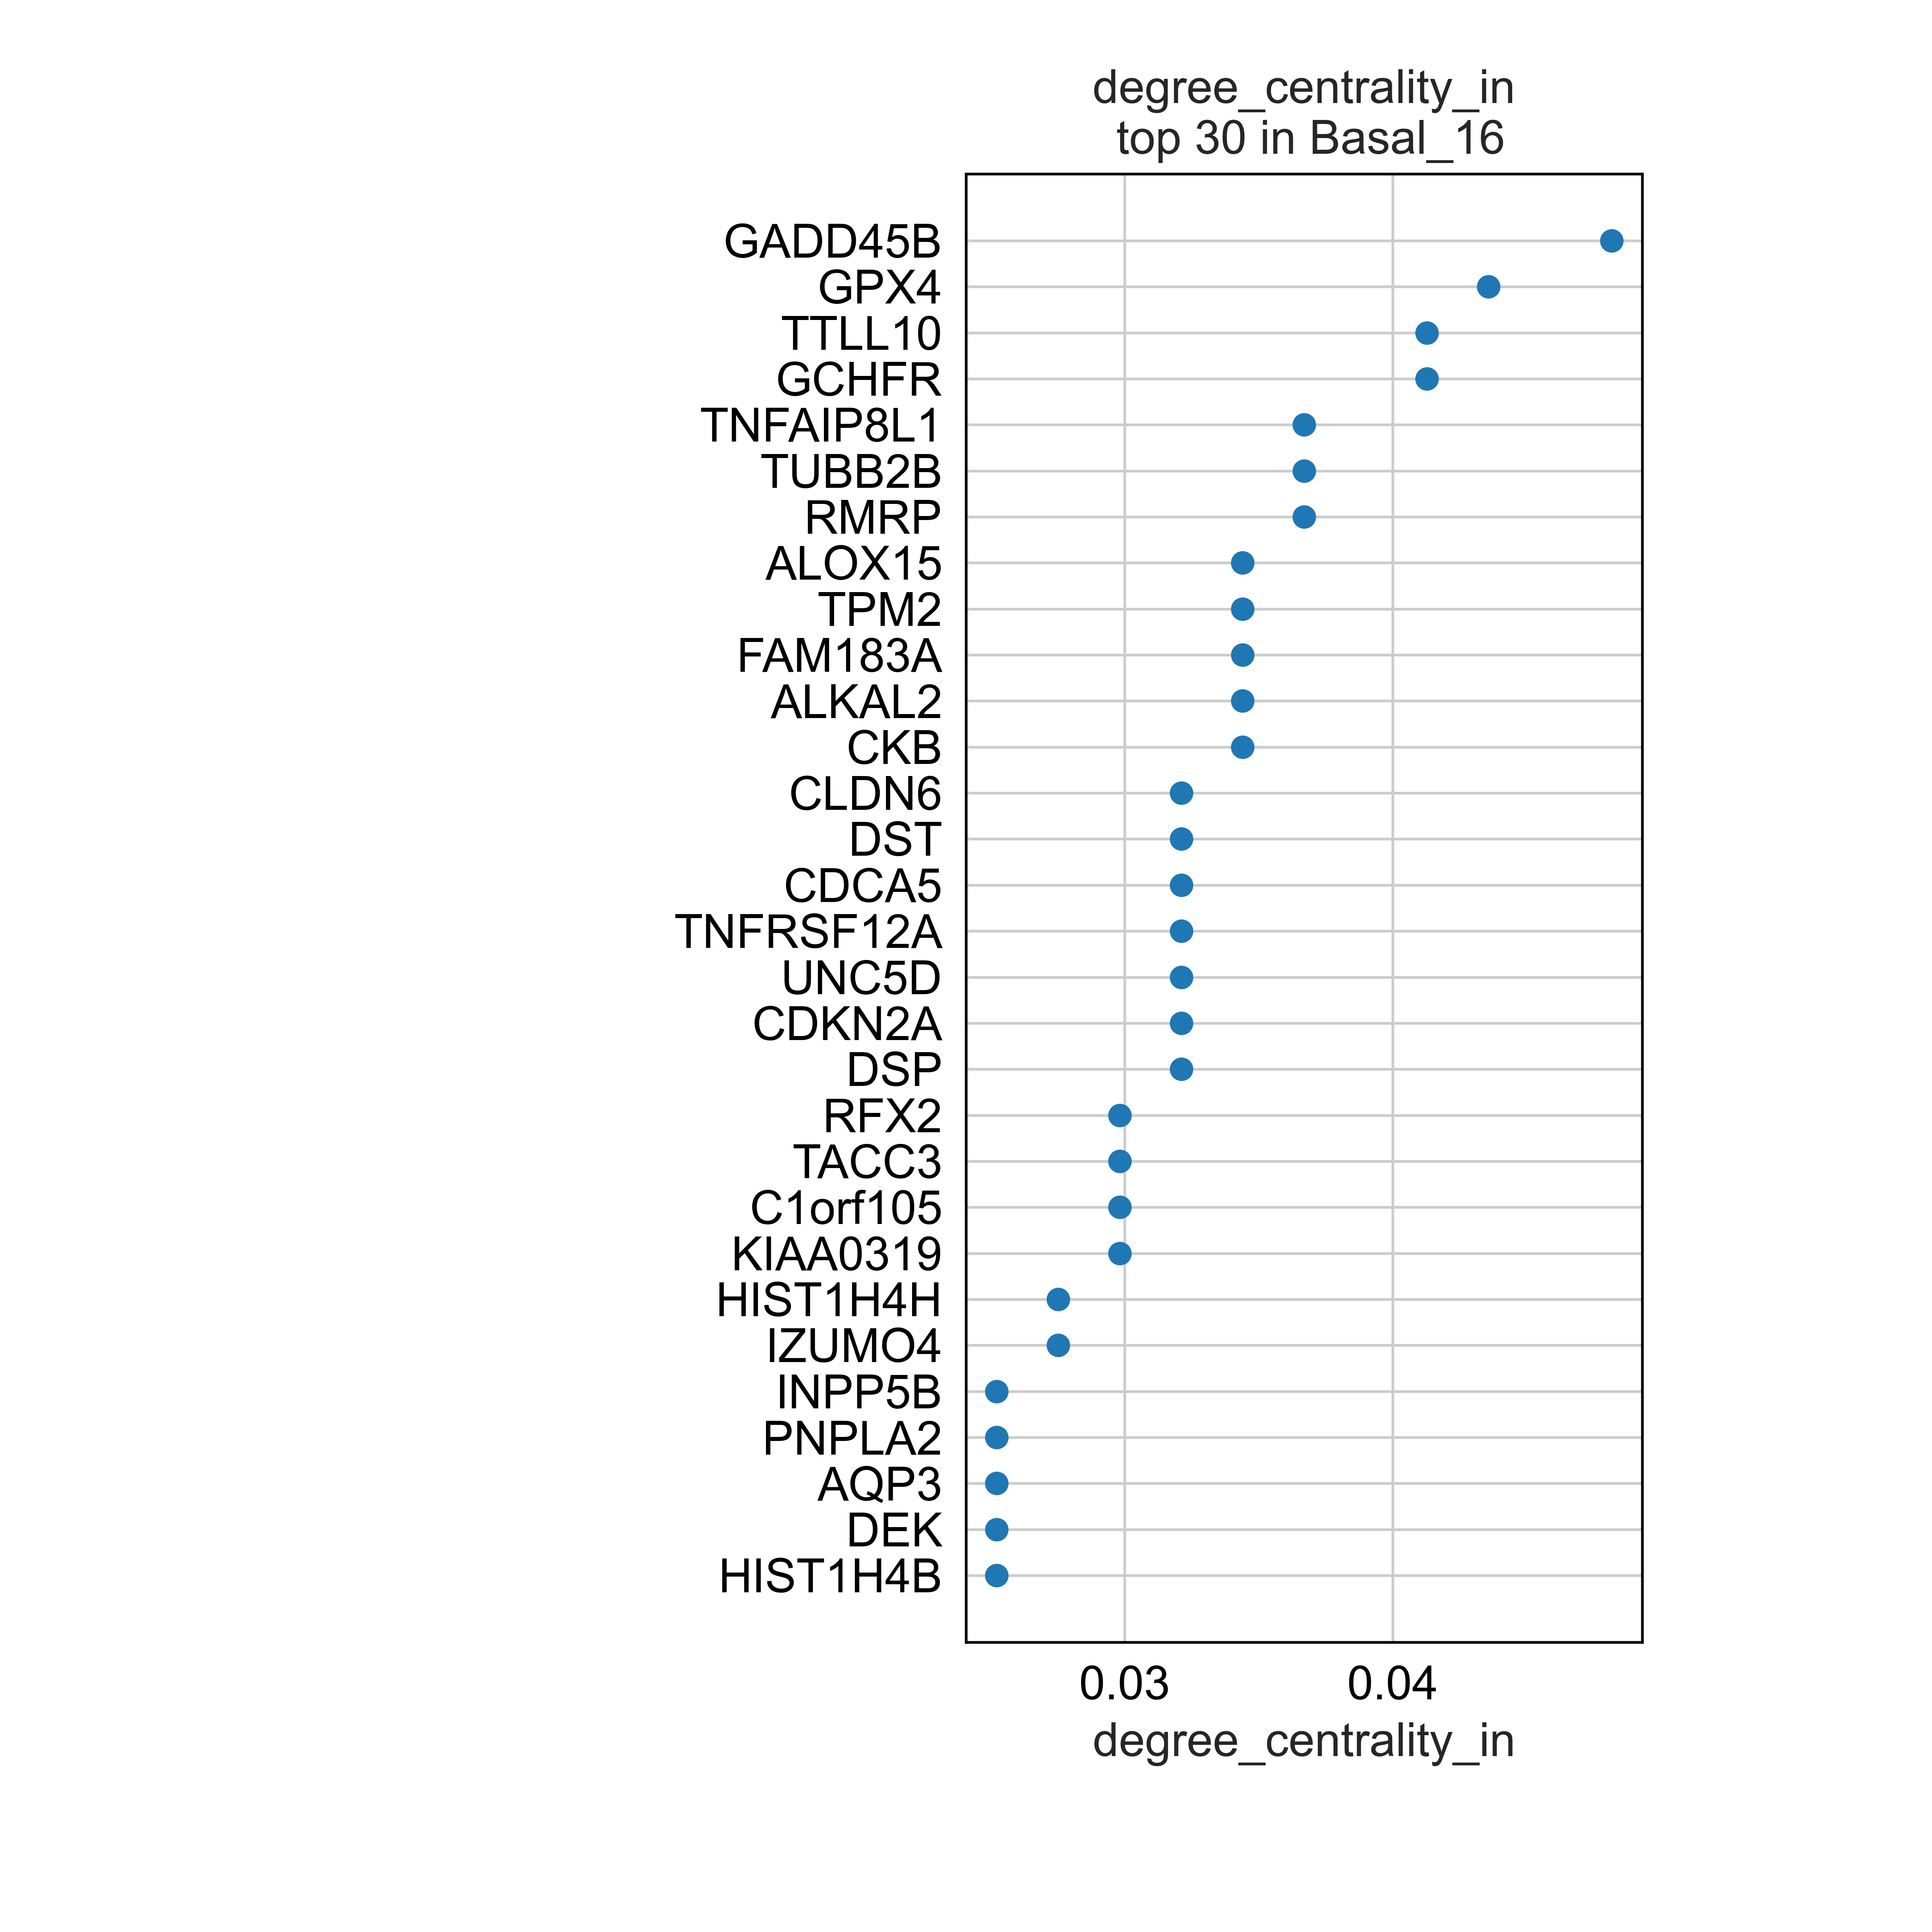 degree_centrality_in
top 30 in Basal_16
GADD45B
GPX4
TTLL10
GCHFR
TNFAIP8L1
TUBB2B
RMRP
ALOX15
TPM2
FAM183A
ALKAL2
CKB
CLDN6
DST
CDCA5
TNFRSF12A
UNC5D
CDKN2A
DSP
RFX2
TACC3
C1orf105
KIAA0319
HIST1H4H
IZUMO4
INPP5B
PNPLA2
AQP3
DEK
HIST1H4B
0.03 0.04
degree_centrality_in